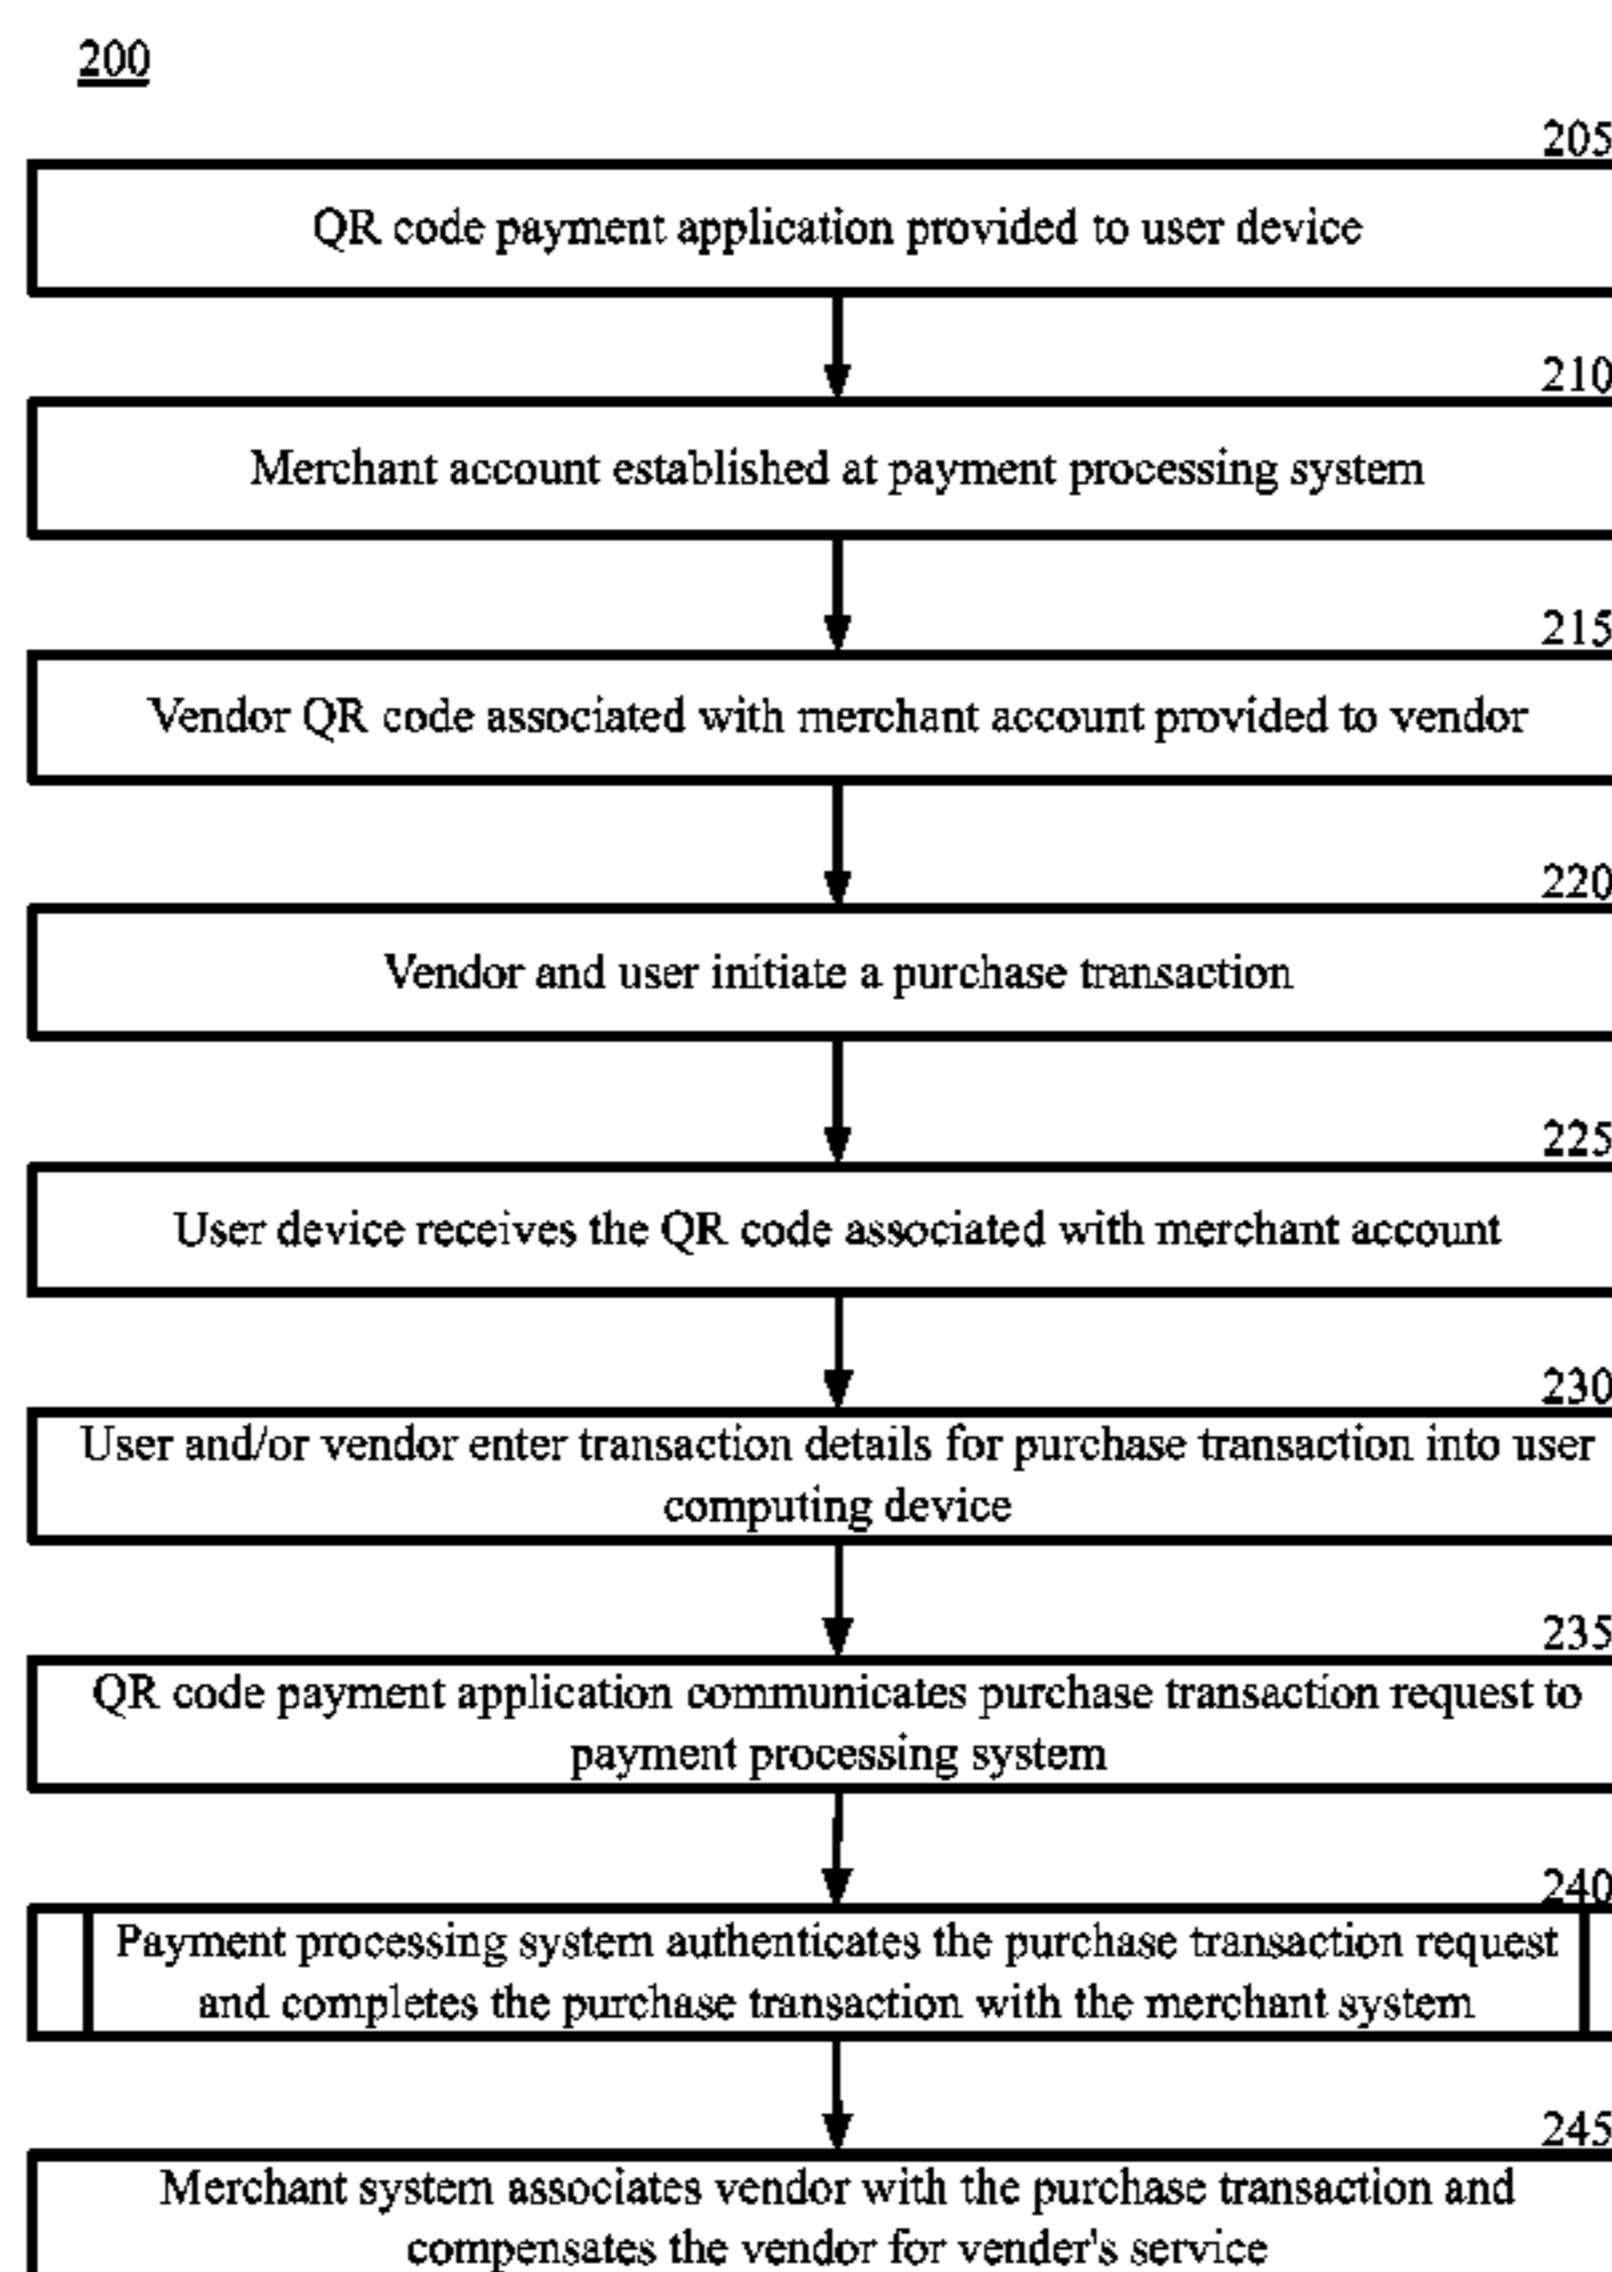 200
205
QR code payment application provided to user device
210
Merchant account established at payment processing system
215
Vendor QR code associated with merchant account provided to vendor
220
Vendor and user initiate a purchase transaction
225
User device receives the QR code associated with merchant account
230
User and/or vendor enter transaction details for purchase transaction into user
computing device
235
QR code payment application communicates purchase transaction request to
payment processing system
240
Payment processing system authenticates the purchase transaction request
and completes the purchase transaction with the merchant system
245
Merchant system associates vendor with the purchase transaction and
compensates the vendor for vender's service